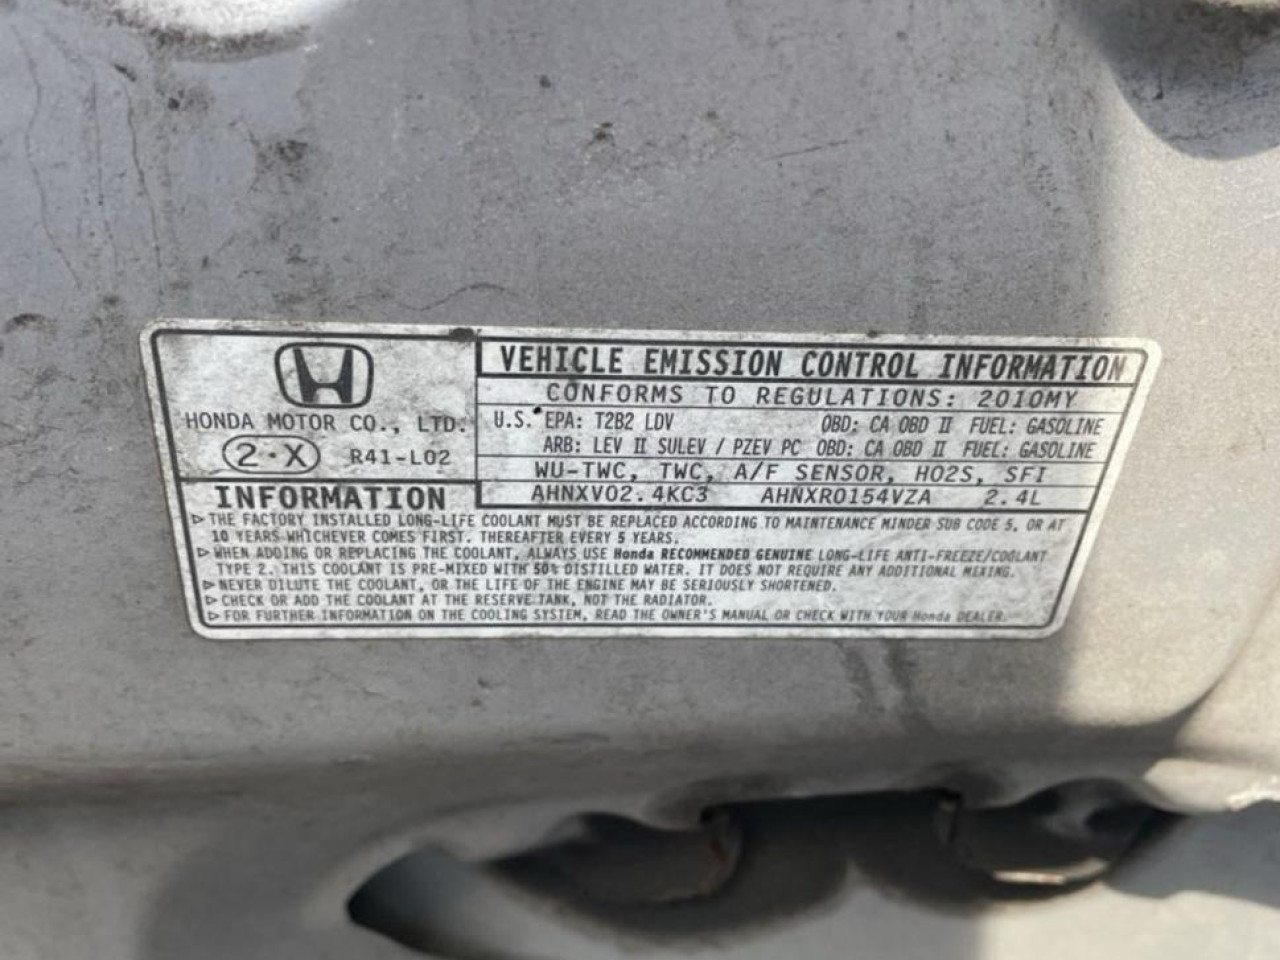 VEHICLE EMISSION CONTROL INFORMATION
CONFORMS TO REGULATIONS: 2010MY
HONDA MOTOR CO., LTD.
2·X R41-L02
U.S. EPA: T2B2 LDV OBD: CA OBD II FUEL: GASOLINE
ARB: LEV II SULEV / PZEV PC OBD: CA OBD II FUEL: GASOLINE
WU-TWC, TWC, A/F SENSOR, HO2S, SFI
AHNXV02.4KC3 AHNXR0154VZA 2.4L
INFORMATION
▷ THE FACTORY INSTALLED LONG-LIFE COOLANT MUST BE REPLACED ACCORDING TO MAINTENANCE MINDER SUB CODE 5, OR AT
10 YEARS WHICHEVER COMES FIRST. THEREAFTER EVERY 5 YEARS.
▷ WHEN ADDING OR REPLACING THE COOLANT, ALWAYS USE Honda RECOMMENDED GENUINE LONG-LIFE ANTI-FREEZE/COOLANT
TYPE 2. THIS COOLANT IS PRE-MIXED WITH 50% DISTILLED WATER. IT DOES NOT REQUIRE ANY ADDITIONAL MIXING.
▷ NEVER DILUTE THE COOLANT, OR THE LIFE OF THE ENGINE MAY BE SERIOUSLY SHORTENED.
▷ CHECK OR ADD THE COOLANT AT THE RESERVE TANK, NOT THE RADIATOR.
▷ FOR FURTHER INFORMATION ON THE COOLING SYSTEM, READ THE OWNER'S MANUAL OR CHECK WITH YOUR Honda DEALER.